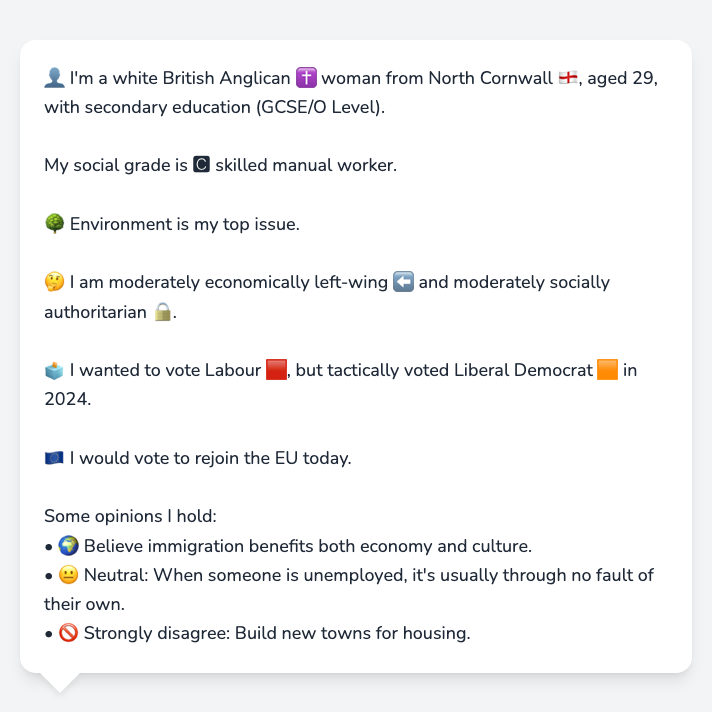 👤 I'm a white British Anglican ✝️ woman from North Cornwall 🏴󠁧󠁢󠁥󠁮󠁧󠁿, aged 29,
with secondary education (GCSE/O Level).
My social grade is 🅲 skilled manual worker.
🌳 Environment is my top issue.
🤔 I am moderately economically left-wing ⬅️ and moderately socially
authoritarian 🔒.
🗳️ I wanted to vote Labour 🟥, but tactically voted Liberal Democrat 🟧 in
2024.
🇪🇺 I would vote to rejoin the EU today.
Some opinions I hold:
• 🌍 Believe immigration benefits both economy and culture.
• 😐 Neutral: When someone is unemployed, it's usually through no fault of
their own.
• 🚫 Strongly disagree: Build new towns for housing.